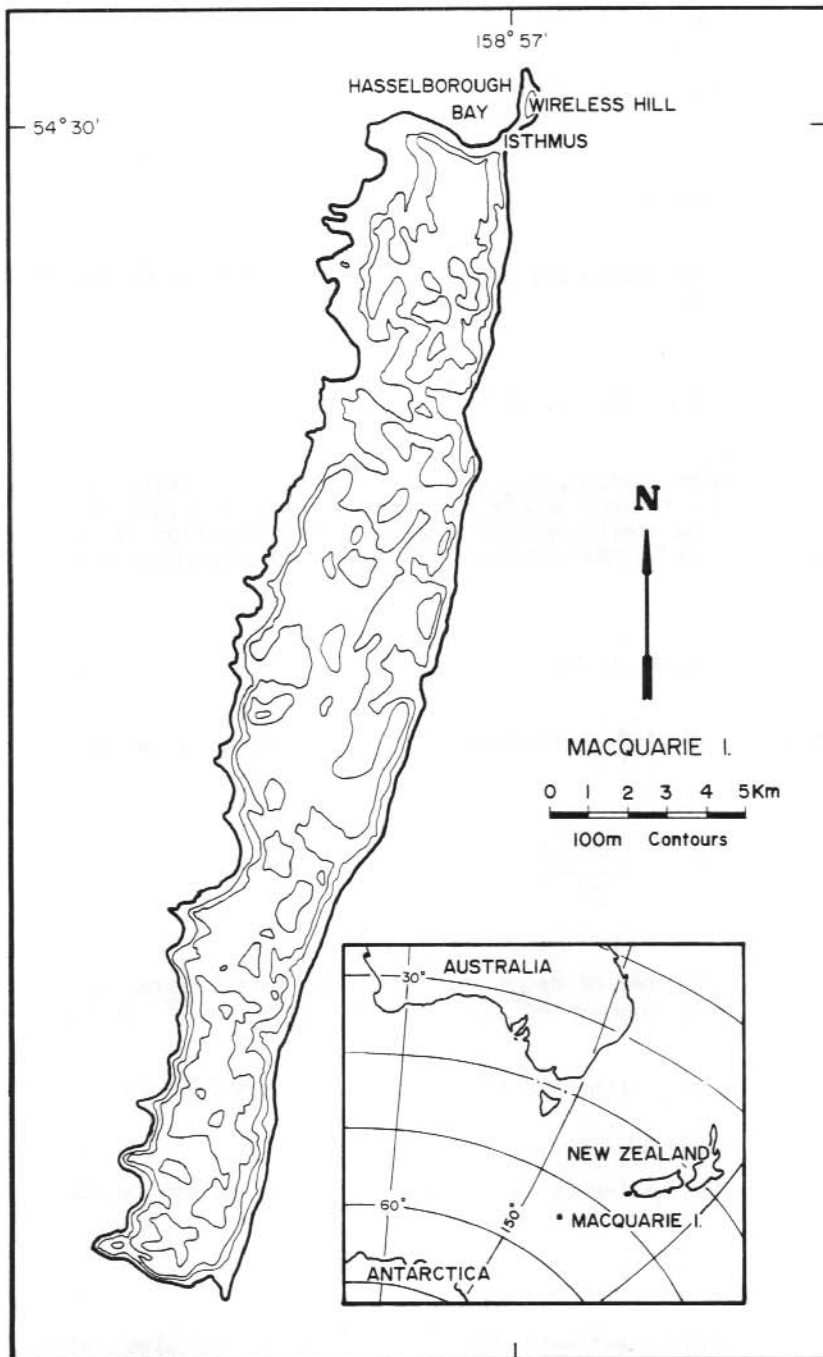 158°57'
HASSELBOROUGH
BAY
WIRELESS HILL
54°30'
ISTHMUS
N
MACQUARIE I.
0 1 2 3 4 5Km
100m Contours
AUSTRALIA
30°
NEW ZEALAND
60°
150°
MACQUARIE I.
ANTARCTICA